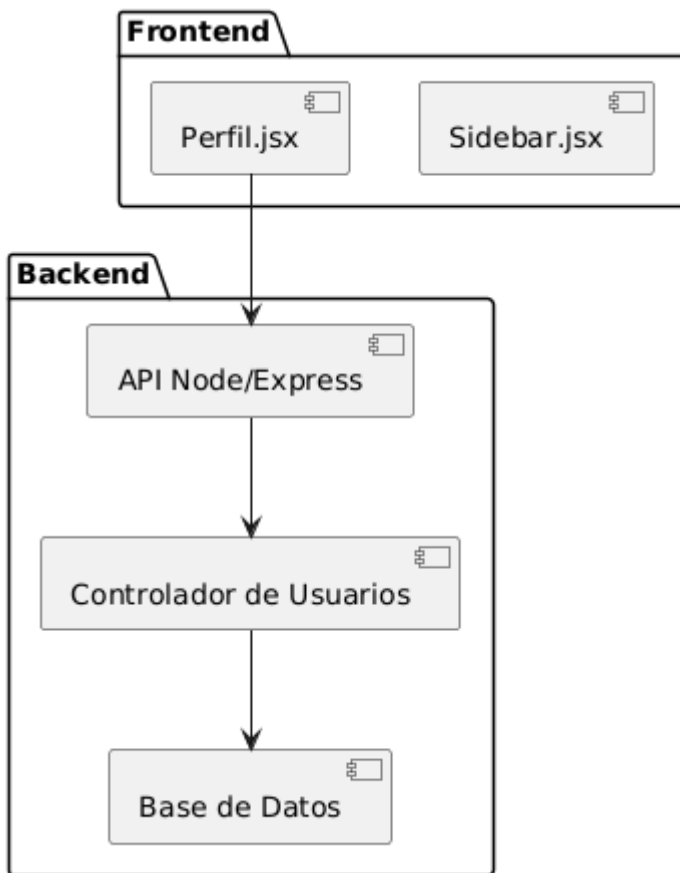 Frontend
Perfil.jsx
Sidebar.jsx
Backend
API Node/Express
Controlador de Usuarios
Base de Datos